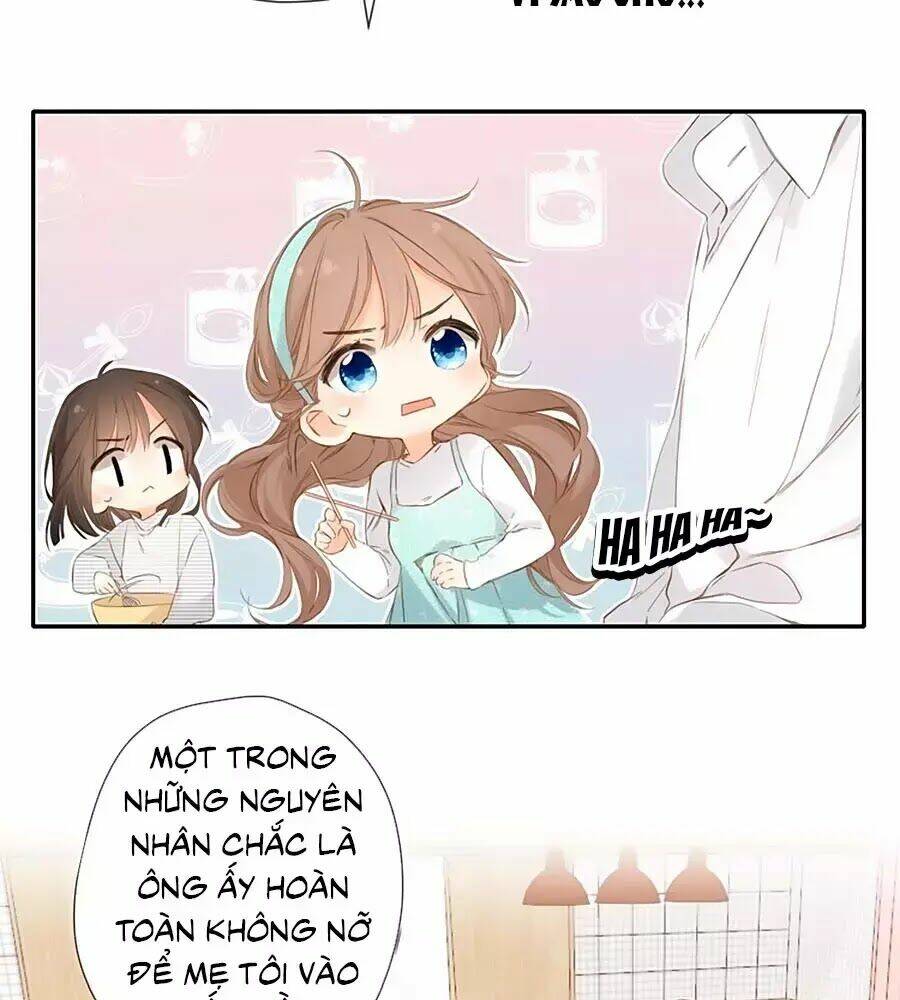 HA HA HA~
MỘT TRONG
NHỮNG NGUYÊN
NHÂN CHẮC LÀ
ÔNG ẤY HOÀN
TOÀN KHÔNG NỠ
ĐỂ MẸ TÔI VÀO